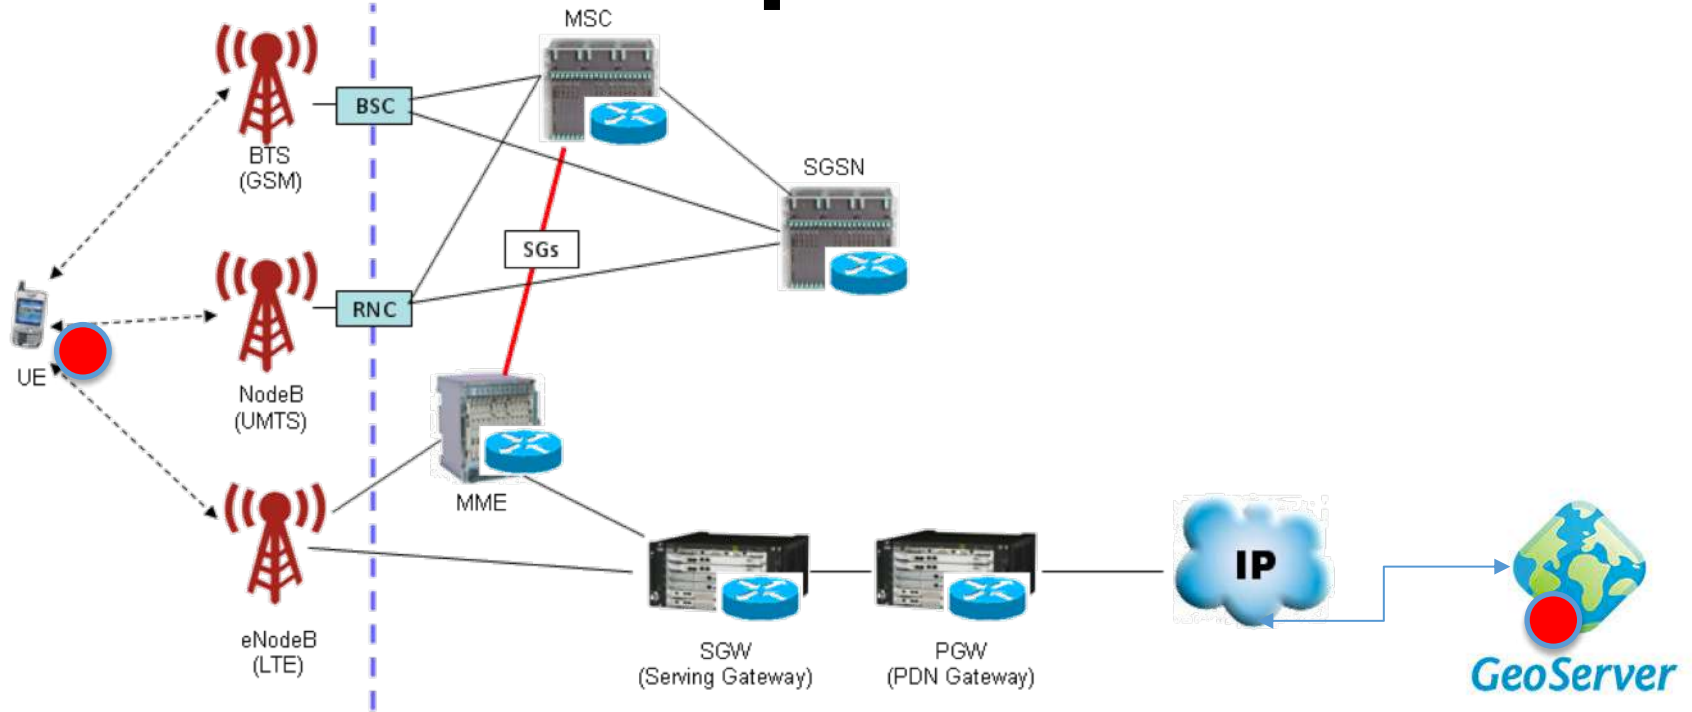 MSC
BSC
BTS
(GSM)
SGSN
SGs
RNC
UE
NodeB
(UMTS)
MME
IP
eNodeB
(LTE)
SGW
(Serving Gateway)
PGW
(PDN Gateway)
GeoServer